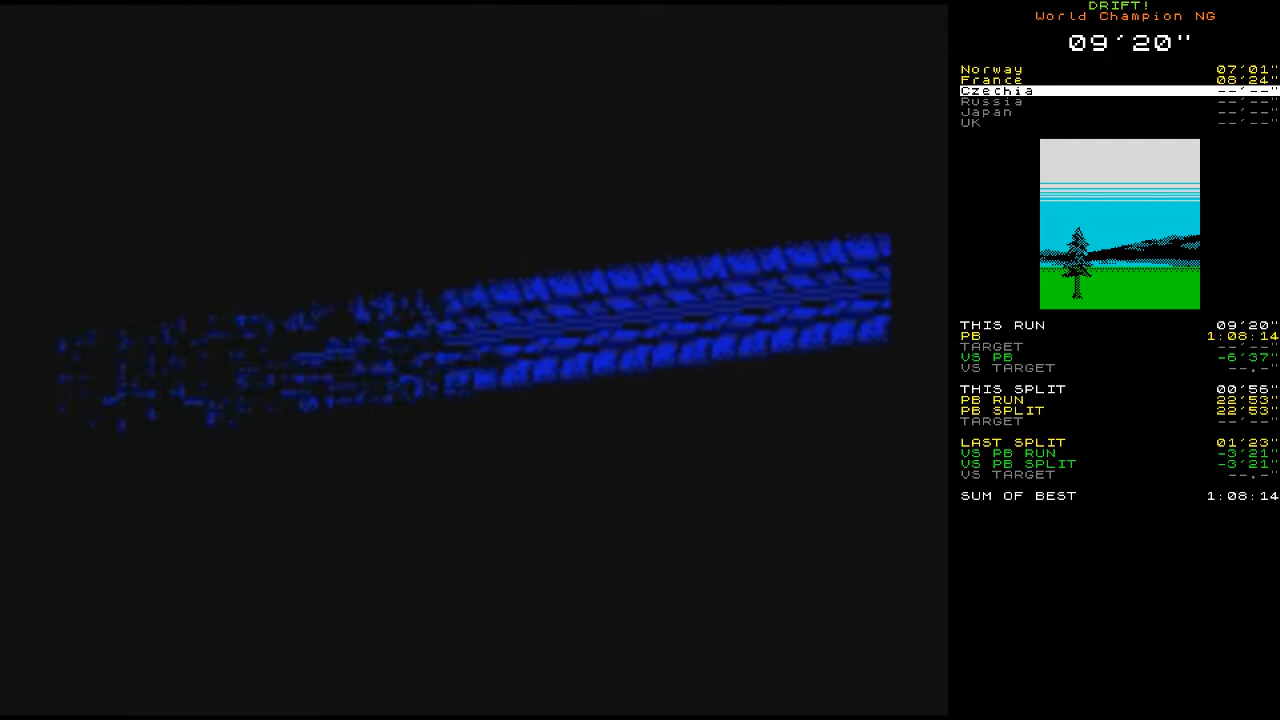 DRIFT!
World Champion NG
09'20"
Norway 07'01"
France 08'24"
Czechia --'--"
Russia --'--"
Japan --'--"
UK --'--"
THIS RUN 09'20"
PB 1:08:14
TARGET --'--"
VS PB -6'37"
VS TARGET --.-"
THIS SPLIT 00'56"
PB RUN 22'53"
PB SPLIT 22'53"
TARGET --'--"
LAST SPLIT 01'23"
VS PB RUN -3'21"
VS PB SPLIT -3'21"
VS TARGET --.-"
SUM OF BEST 1:08:14